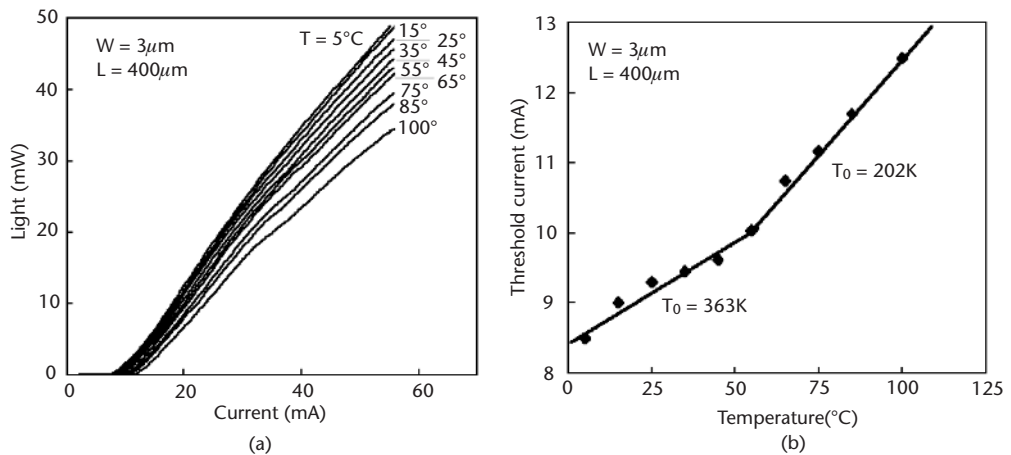 50
40
30
20
10
0
Light (mW)
W = 3μm
L = 400μm
T = 5°C
15°
25°
35°
45°
55°
65°
75°
85°
100°
0
20
40
60
Current (mA)
(a)
13
12
11
10
9
8
Threshold current (mA)
W = 3μm
L = 400μm
T₀ = 202K
T₀ = 363K
0
25
50
75
100
125
Temperature(°C)
(b)